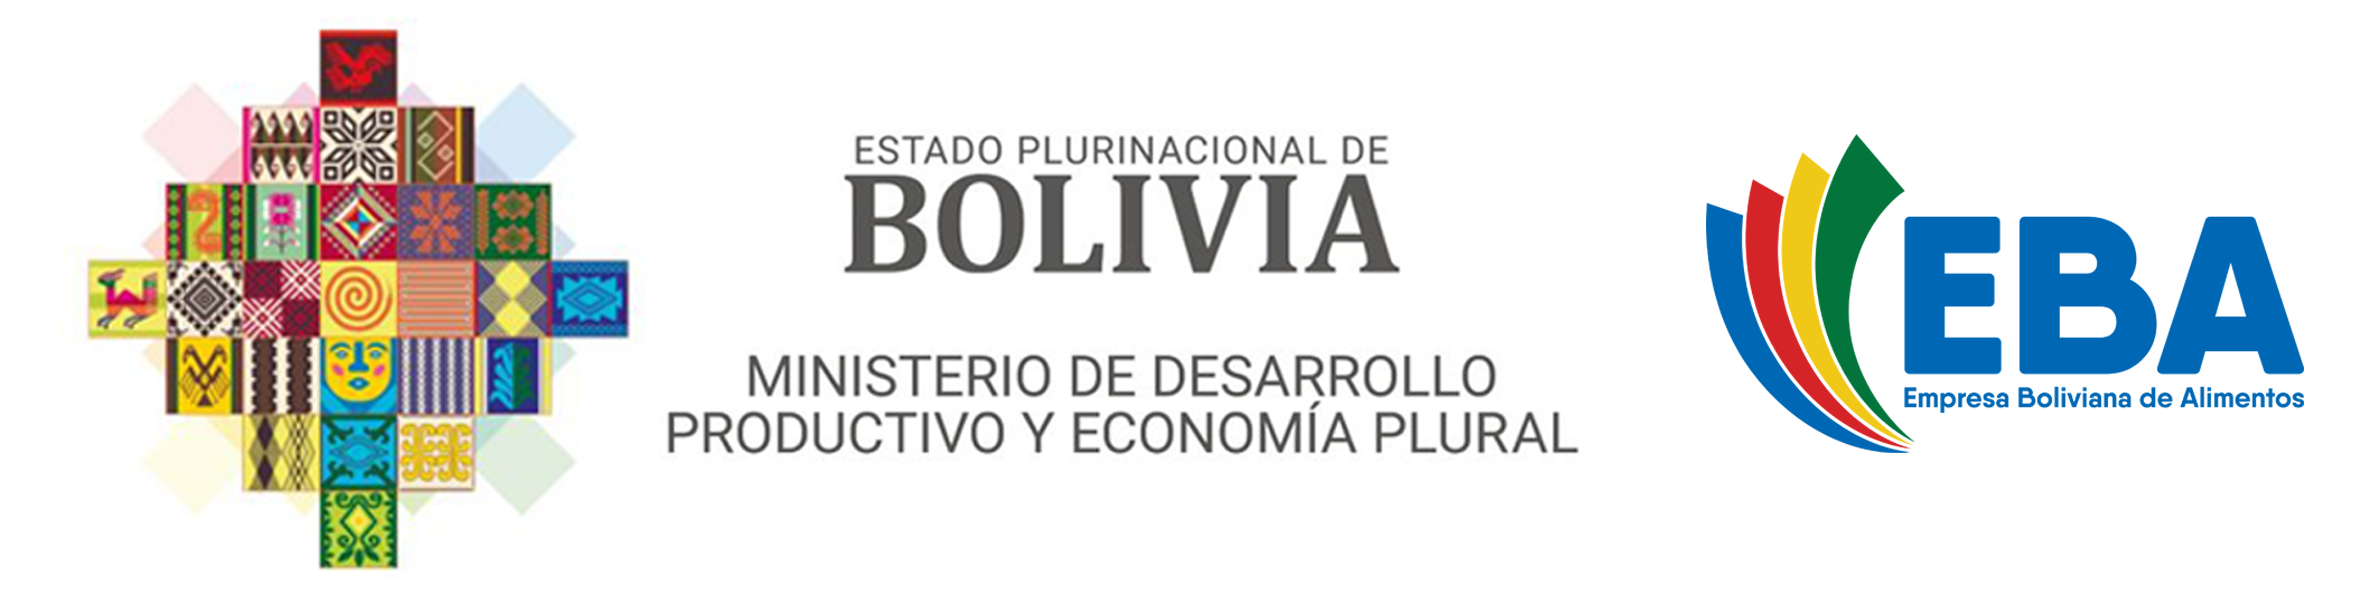 ESTADO PLURINACIONAL DE
BOLIVIA
MINISTERIO DE DESARROLLO
PRODUCTIVO Y ECONOMÍA PLURAL
EBA
Empresa Boliviana de Alimentos